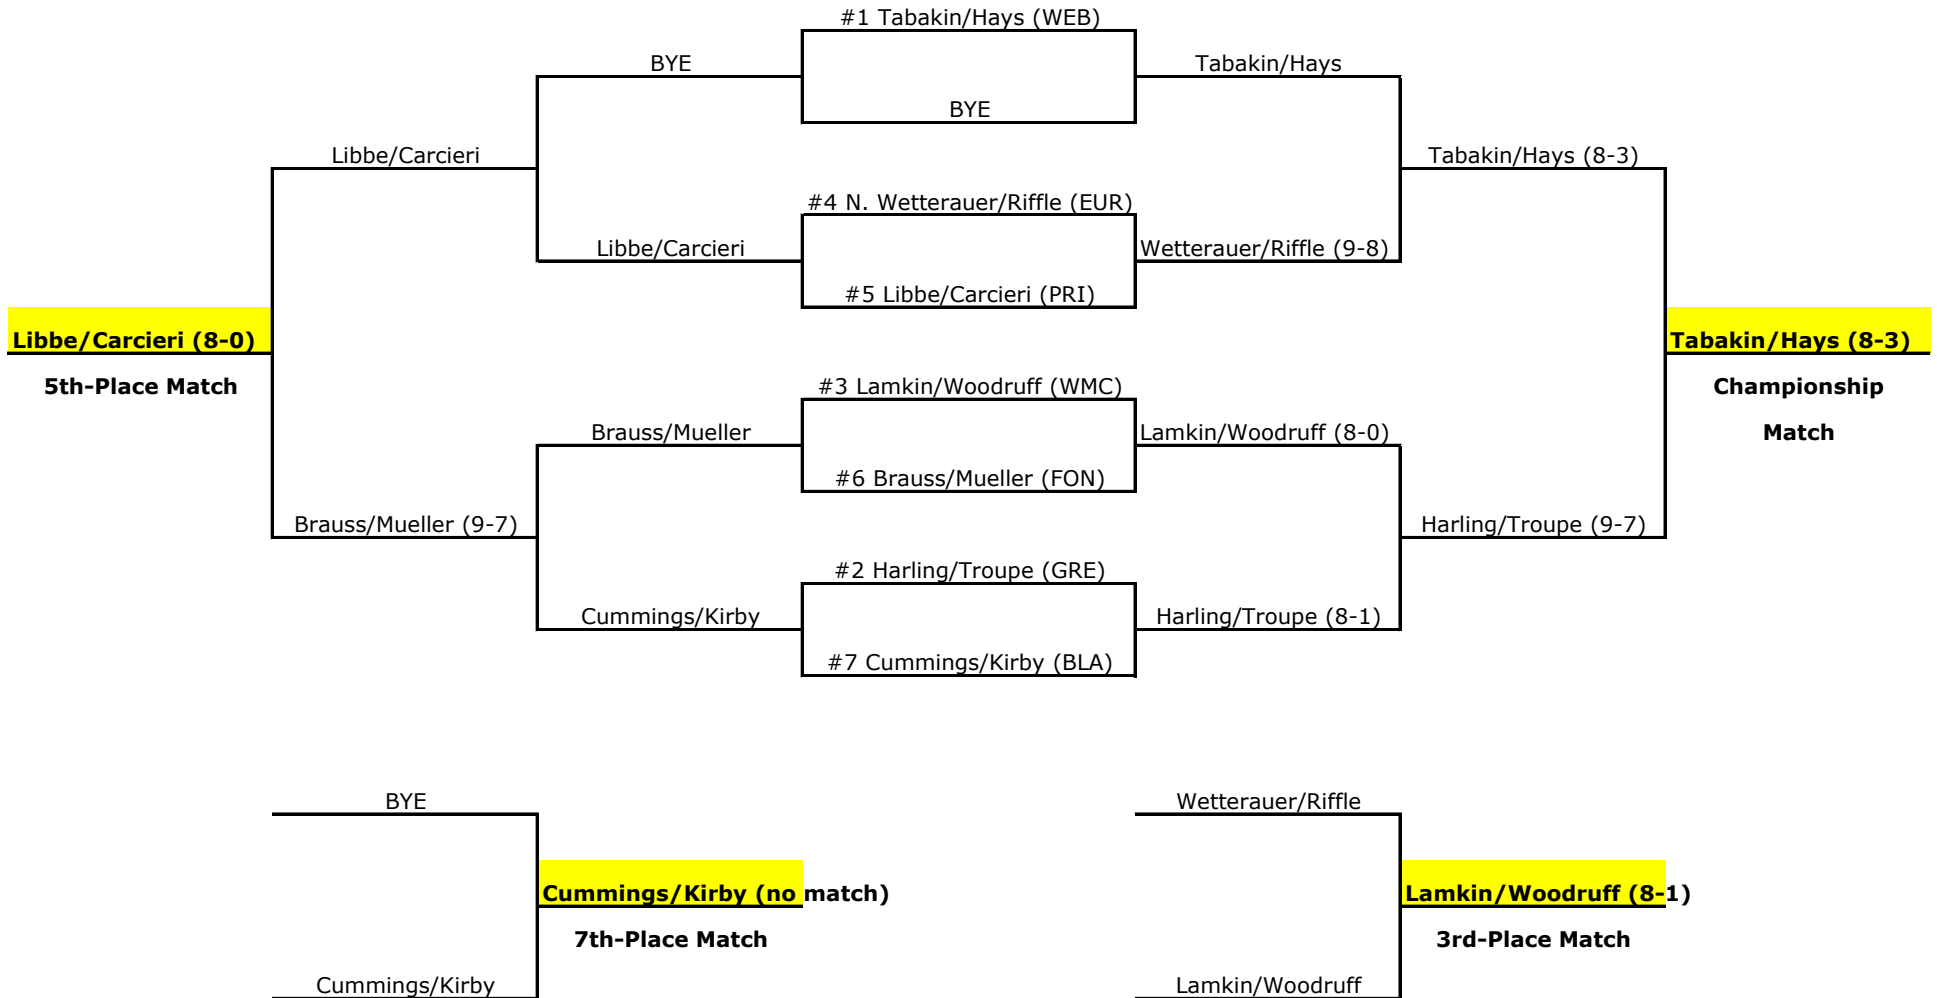 #1 Tabakin/Hays (WEB)
BYE
Tabakin/Hays
BYE
Libbe/Carcieri
Tabakin/Hays (8-3)
#4 N. Wetterauer/Riffle (EUR)
Libbe/Carcieri
Wetterauer/Riffle (9-8)
#5 Libbe/Carcieri (PRI)
Libbe/Carcieri (8-0)
Tabakin/Hays (8-3)
5th-Place Match
#3 Lamkin/Woodruff (WMC)
Championship
Brauss/Mueller
Lamkin/Woodruff (8-0)
Match
#6 Brauss/Mueller (FON)
Brauss/Mueller (9-7)
Harling/Troupe (9-7)
#2 Harling/Troupe (GRE)
Cummings/Kirby
Harling/Troupe (8-1)
#7 Cummings/Kirby (BLA)
BYE
Wetterauer/Riffle
Cummings/Kirby (no match)
Lamkin/Woodruff (8-1)
7th-Place Match
3rd-Place Match
Cummings/Kirby
Lamkin/Woodruff